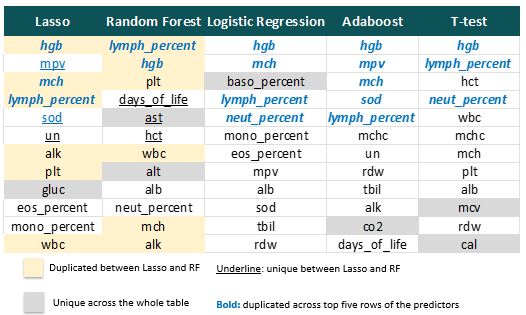 Lasso Random Forest Logistic Regression Adaboost T-test
hgb lymph_percent hgb hgb hgb
mpv hgb mch mpv lymph_percent
mch plt baso_percent mch hct
lymph_percent days_of_life lymph_percent sod neut_percent
sod ast neut_percent lymph_percent wbc
un hct mono_percent mchc mchc
alk wbc eos_percent un mch
plt alt mpv rdw plt
gluc alb alb tbil alb
eos_percent neut_percent sod alk mcv
mono_percent mch tbil co2 rdw
wbc alk rdw days_of_life cal
Duplicated between Lasso and RF Underline: unique between Lasso and RF
Unique across the whole table Bold: duplicated across top five rows of the predictors